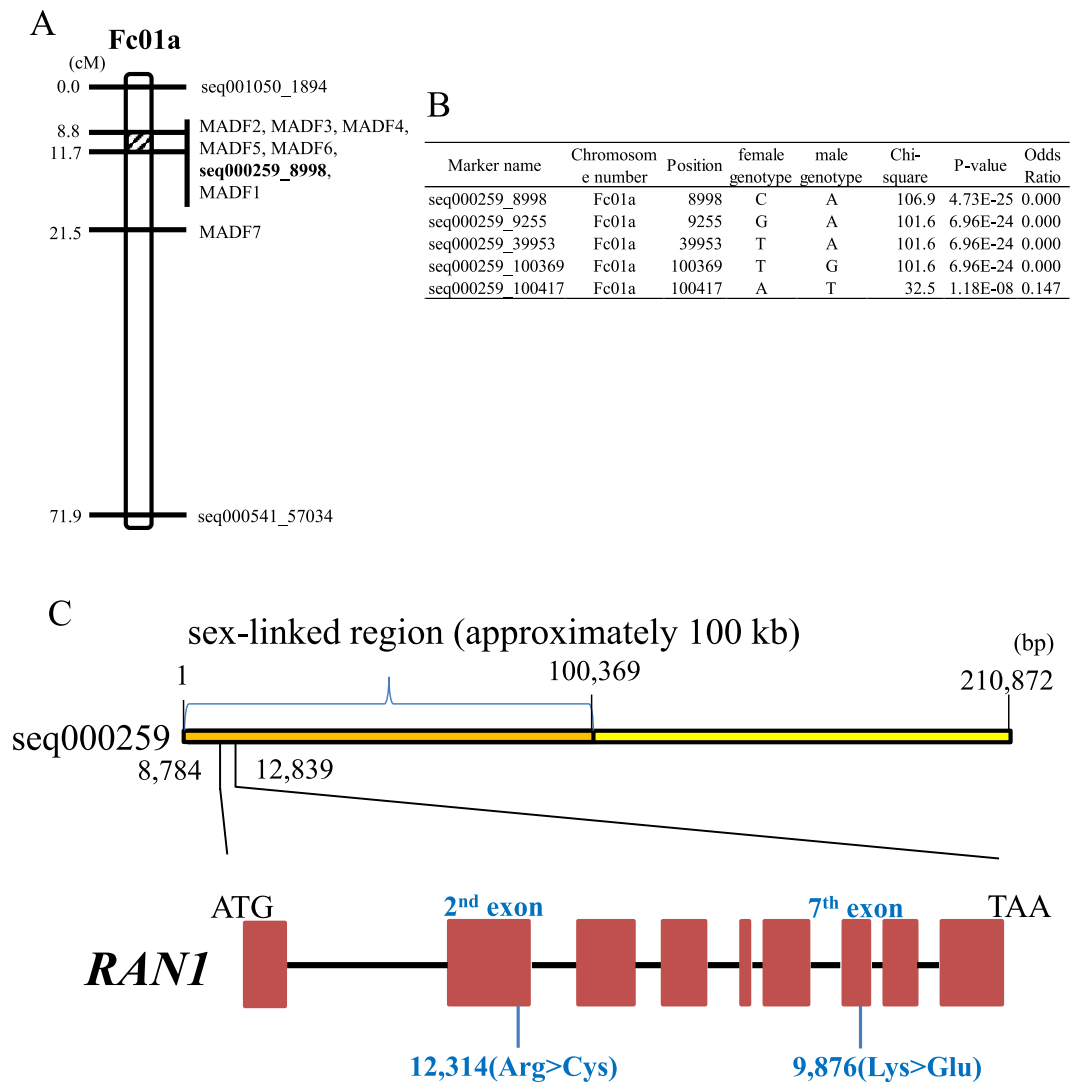 A
Fc01a
(cM)
0.0 seq001050_1894
8.8 MADF2, MADF3, MADF4,
MADF5, MADF6,
11.7 seq000259_8998,
MADF1
21.5 MADF7
71.9 seq000541_57034
B
Marker name Chromosom e number Position female genotype male genotype Chi- square P-value Odds Ratio
seq000259_8998 Fc01a 8998 C A 106.9 4.73E-25 0.000
seq000259_9255 Fc01a 9255 G A 101.6 6.96E-24 0.000
seq000259_39953 Fc01a 39953 T A 101.6 6.96E-24 0.000
seq000259_100369 Fc01a 100369 T G 101.6 6.96E-24 0.000
seq000259_100417 Fc01a 100417 A T 32.5 1.18E-08 0.147
C
sex-linked region (approximately 100 kb)
(bp)
1 100,369 210,872
seq000259
8,784 12,839
ATG 2nd exon 7th exon TAA
RAN1
12,314(Arg>Cys) 9,876(Lys>Glu)